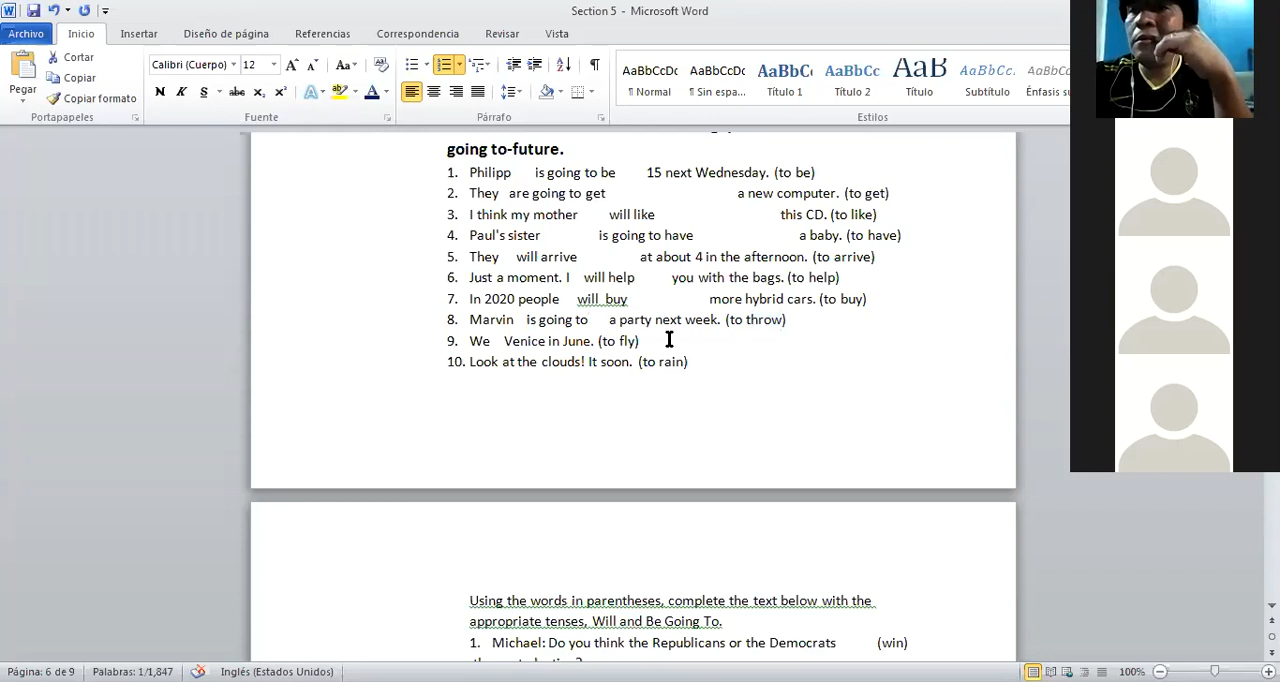 Section 5 - Microsoft Word
Archivo Inicio Insertar Diseño de página Referencias Correspondencia Revisar Vista
Pegar
Cortar
Copiar
Copiar formato
Calibri (Cuerpo) 12
AaBbCcDc AaBbCcDc AaBbC AaBbCc AaB AaBbCc. AaBbCcD
¶ Normal ¶ Sin espa... Título 1 Título 2 Título Subtítulo Énfasis
Portapapeles Fuente Párrafo Estilos
going to-future.
1. Philipp is going to be 15 next Wednesday. (to be)
2. They are going to get a new computer. (to get)
3. I think my mother will like this CD. (to like)
4. Paul's sister is going to have a baby. (to have)
5. They will arrive at about 4 in the afternoon. (to arrive)
6. Just a moment. I will help you with the bags. (to help)
7. In 2020 people will buy more hybrid cars. (to buy)
8. Marvin is going to a party next week. (to throw)
9. We Venice in June. (to fly)
10. Look at the clouds! It soon. (to rain)
Using the words in parentheses, complete the text below with the
appropriate tenses, Will and Be Going To.
1. Michael: Do you think the Republicans or the Democrats (win)
Página: 6 de 9 Palabras: 1/1,847 Inglés (Estados Unidos) 100%